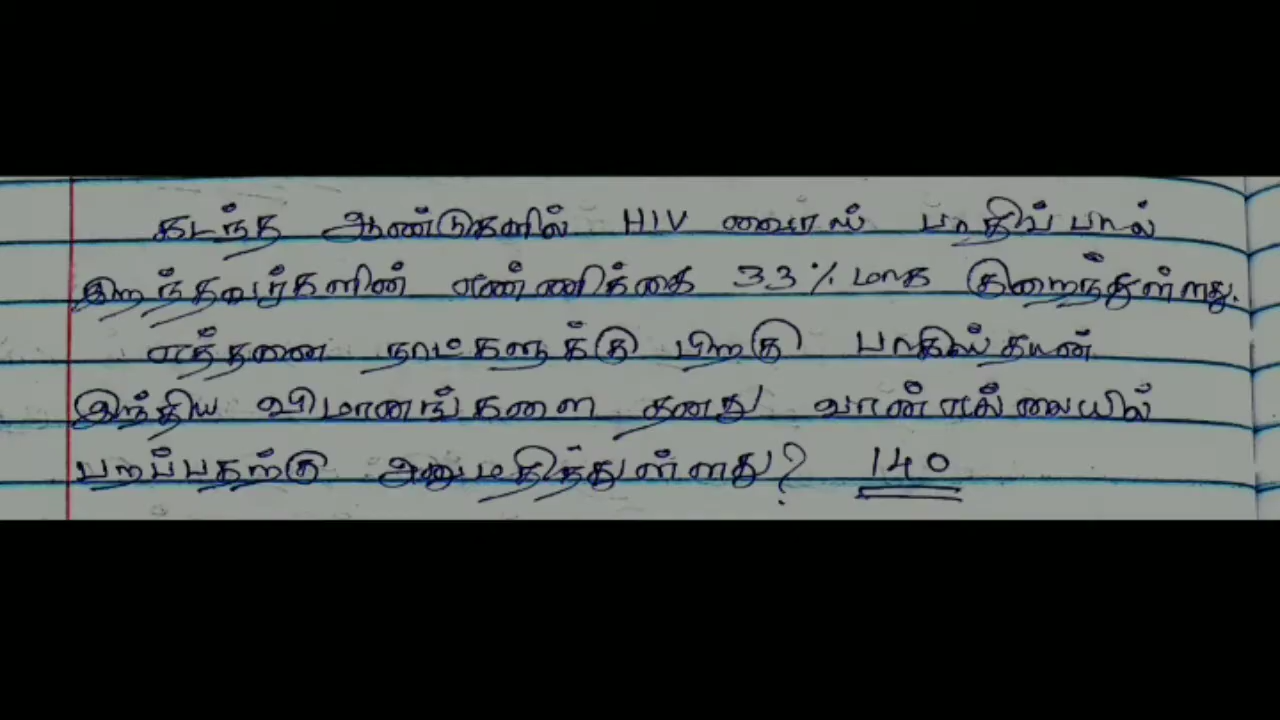 கடந்த ஆண்டுகளில் HIV வைரஸ் பாதிப்பால்
இறந்தவர்களின் எண்ணிக்கை 33% மாக குறைந்துள்ளது.
எத்தனை நாட்களுக்கு பிறகு பாகிஸ்தான்
இந்திய விமானங்களை தனது வான்எல்லையில்
பறப்பதற்கு அனுமதித்துள்ளது? 140